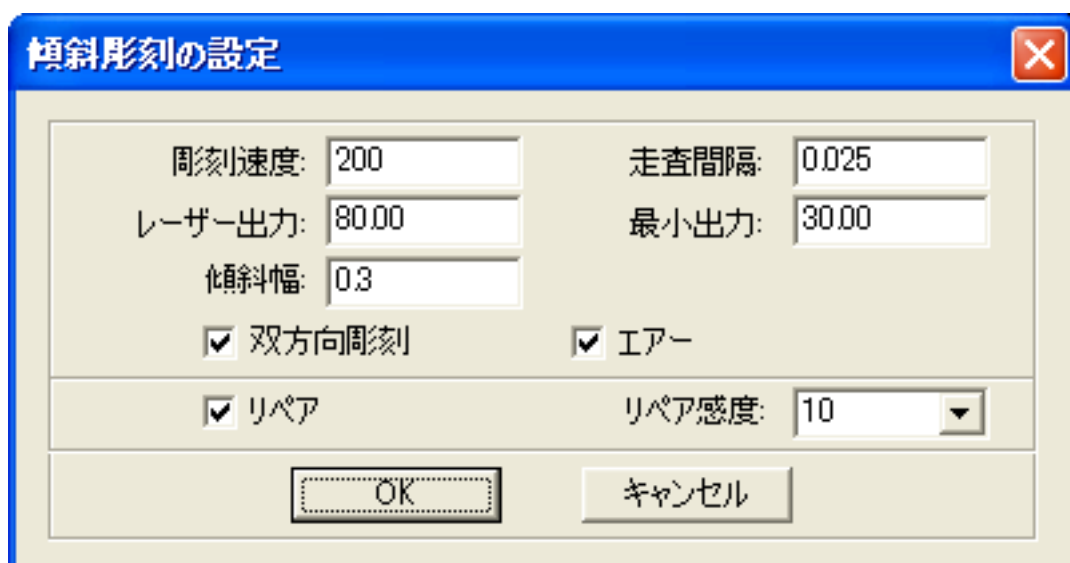 傾斜彫刻の設定
彫刻速度: 200 走査間隔: 0.025
レーザー出力: 80.00 最小出力: 30.00
傾斜幅: 0.3
双方向彫刻 エアー
リペア リペア感度: 10
OK キャンセル